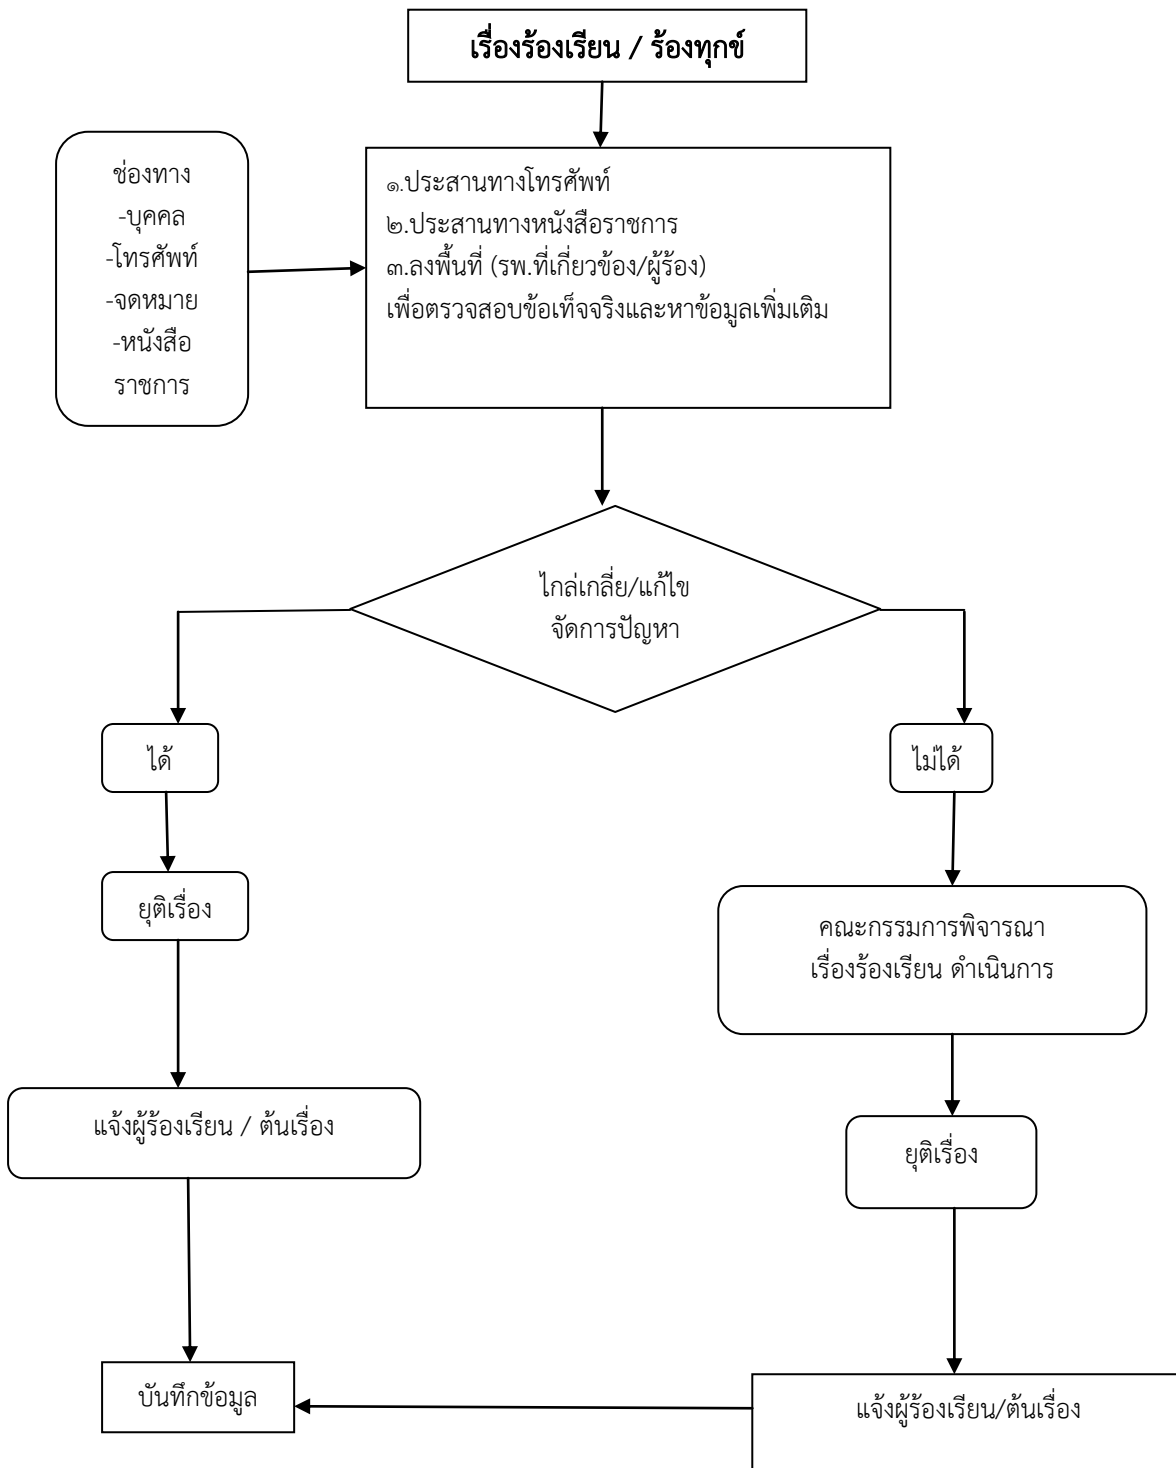 เรื่องร้องเรียน / ร้องทุกข์
ช่องทาง
-บุคคล
-โทรศัพท์
-จดหมาย
-หนังสือ
ราชการ
๑.ประสานทางโทรศัพท์
๒.ประสานทางหนังสือราชการ
๓.ลงพื้นที่ (รพ.ที่เกี่ยวข้อง/ผู้ร้อง)
เพื่อตรวจสอบข้อเท็จจริงและหาข้อมูลเพิ่มเติม
ไกล่เกลี่ย/แก้ไข
จัดการปัญหา
ได้
ไม่ได้
ยุติเรื่อง
คณะกรรมการพิจารณา
เรื่องร้องเรียน ดำเนินการ
แจ้งผู้ร้องเรียน / ต้นเรื่อง
ยุติเรื่อง
บันทึกข้อมูล
แจ้งผู้ร้องเรียน/ต้นเรื่อง